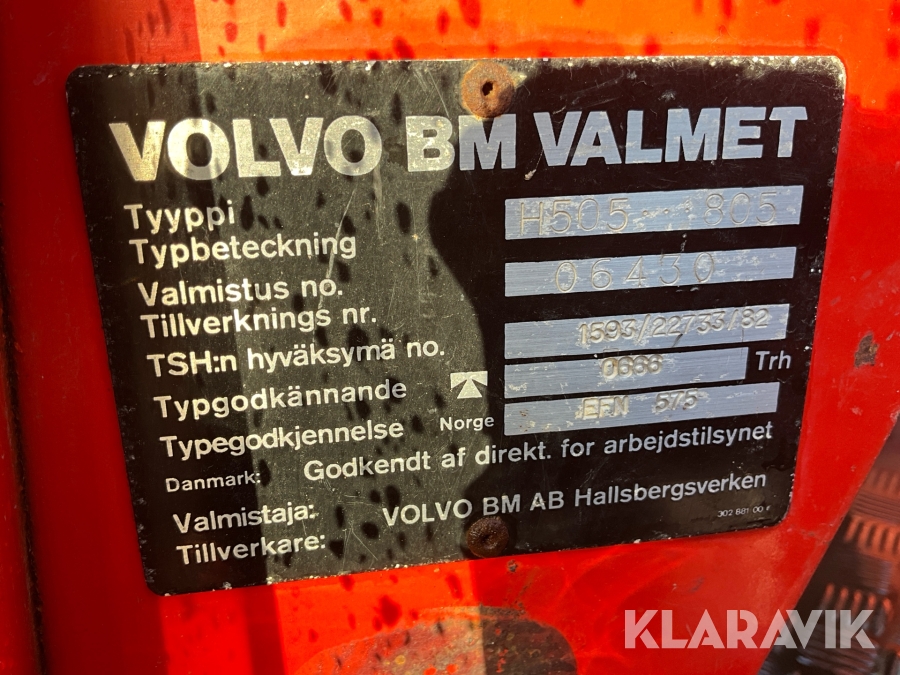 VOLVO BM VALMET
Tyyppi H505 - 805
Typbeteckning
Valmistus no. 06430
Tillverknings nr.
TSH:n hyväksymä no. 1593/22733/82
Typgodkännande 0666 Trh
Typegodkjennelse Norge EFN 575
Danmark: Godkendt af direkt. for arbejdstilsynet
Valmistaja: VOLVO BM AB Hallsbergsverken
Tillverkare:
KLARAVIK